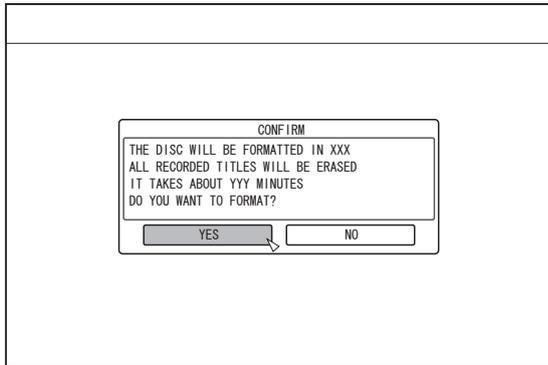 CONFIRM
THE DISC WILL BE FORMATTED IN XXX
ALL RECORDED TITLES WILL BE ERASED
IT TAKES ABOUT YYY MINUTES
DO YOU WANT TO FORMAT?
YES NO